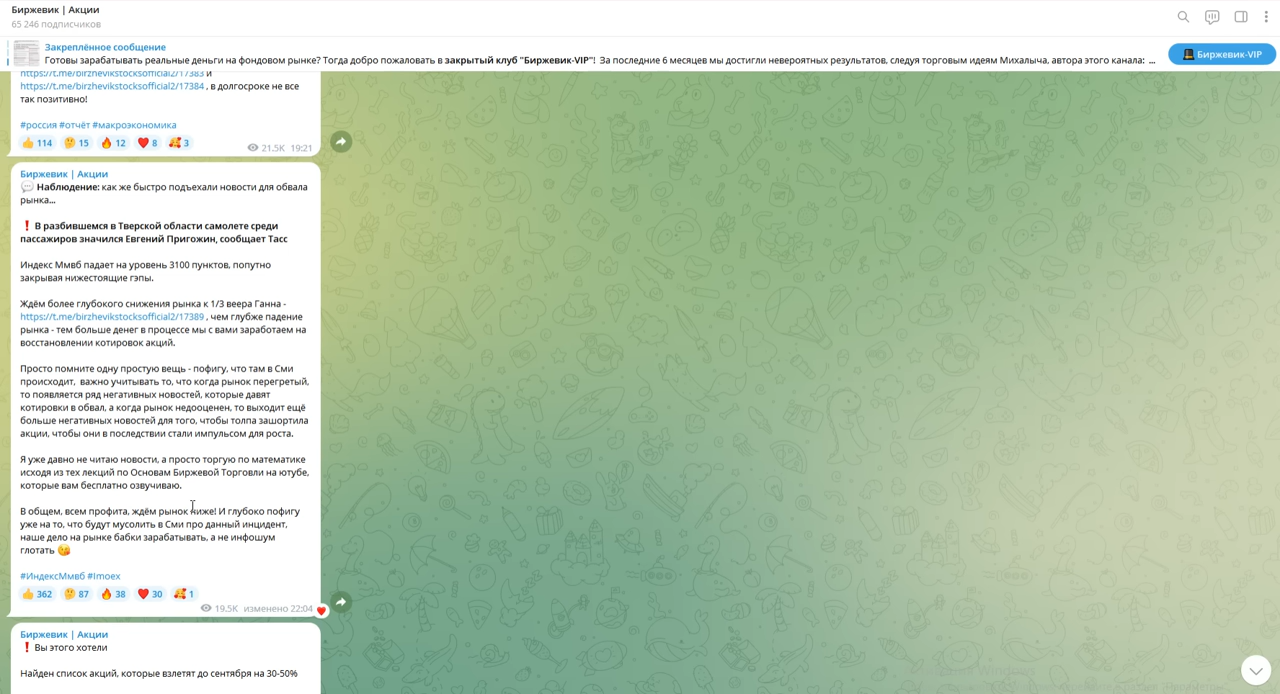 Биржевик | Акции
65 246 подписчиков
Закреплённое сообщение
Готовы зарабатывать реальные деньги на фондовом рынке? Тогда добро пожаловать в закрытый клуб "Биржевик-VIP"! За последние 6 месяцев мы достигли невероятных результатов, следуя торговым идеям Михалыча, автора этого канала: ...
Биржевик-VIP
https://t.me/birzhevikstocksofficial2/17383 и
https://t.me/birzhevikstocksofficial2/17384 , в долгосроке не все
так позитивно!
#россия #отчёт #макроэкономика
114 15 12 8 3
21.5K 19:21
Биржевик | Акции
Наблюдение: как же быстро подъехали новости для обвала
рынка...
❗ В разбившемся в Тверской области самолете среди
пассажиров значился Евгений Пригожин, сообщает Тасс
Индекс Ммвб падает на уровень 3100 пунктов, попутно
закрывая нижестоящие гэпы.
Ждём более глубокого снижения рынка к 1/3 веера Ганна -
https://t.me/birzhevikstocksofficial2/17389 , чем глубже падение
рынка - тем больше денег в процессе мы с вами заработаем на
восстановлении котировок акций.
Просто помните одну простую вещь - пофигу, что там в Сми
происходит, важно учитывать то, что когда рынок перегретый,
то появляется ряд негативных новостей, которые давят
котировки в обвал, а когда рынок недооценен, то выходит ещё
больше негативных новостей для того, чтобы толпа зашортила
акции, чтобы они в последствии стали импульсом для роста.
Я уже давно не читаю новости, а просто торгую по математике
исходя из тех лекций по Основам Биржевой Торговли на ютубе,
которые вам бесплатно озвучиваю.
В общем, всем профита, ждём рынок ниже! И глубоко пофигу
уже на то, что будут мусолить в Сми про данный инцидент,
наше дело на рынке бабки зарабатывать, а не инфошум
глотать 😘
#ИндексМмвб #Imoex
362 87 38 30 1
19.5K изменено 22:04
Биржевик | Акции
❗ Вы этого хотели
Найден список акций, которые взлетят до сентября на 30-50%